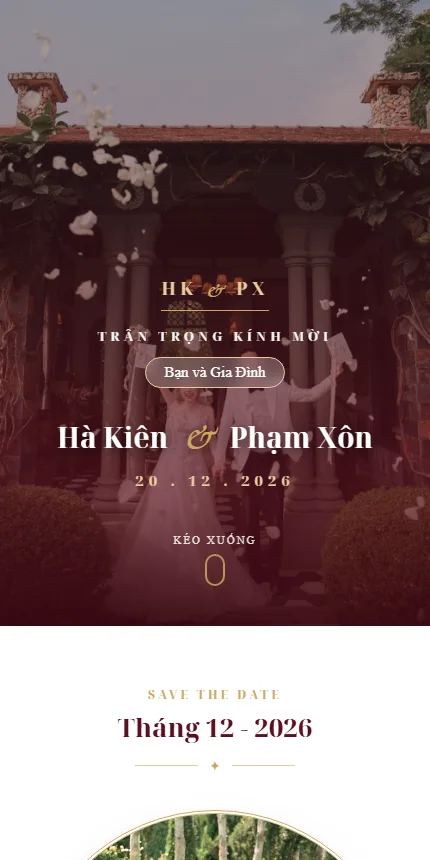 HK & PX
TRÂN TRỌNG KÍNH MỜI
Bạn và Gia Đình
Hà Kiên & Phạm Xôn
20 . 12 . 2026
KÉO XUỐNG
SAVE THE DATE
Tháng 12 - 2026